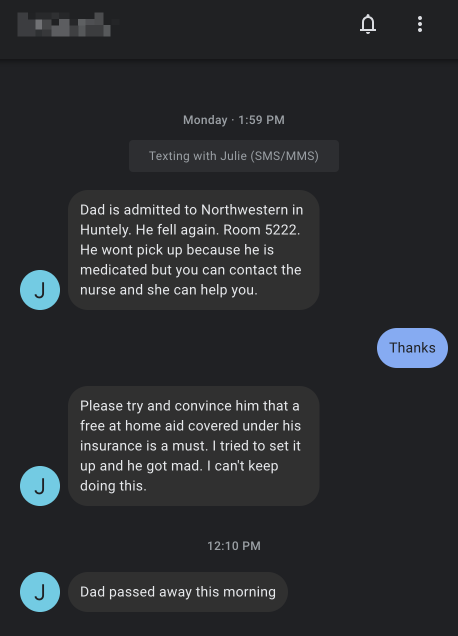 Monday · 1:59 PM
Texting with Julie (SMS/MMS)
Dad is admitted to Northwestern in
Huntely. He fell again. Room 5222.
He wont pick up because he is
medicated but you can contact the
nurse and she can help you.
J
Thanks
Please try and convince him that a
free at home aid covered under his
insurance is a must. I tried to set it
up and he got mad. I can't keep
doing this.
J
12:10 PM
J
Dad passed away this morning